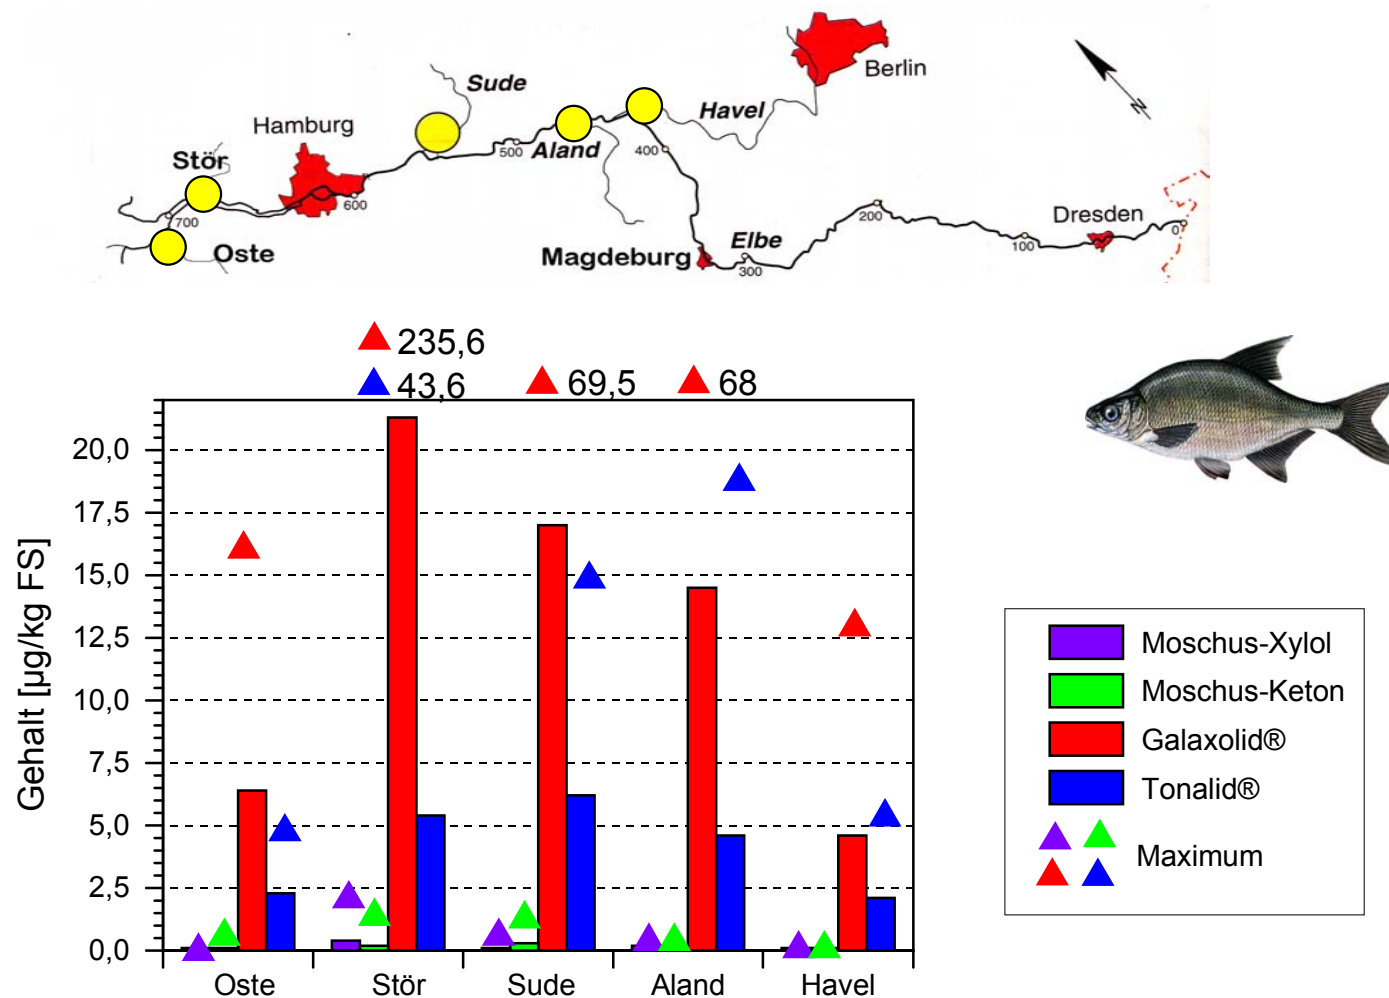 Sude
Berlin
Hamburg
Havel
Stör
500
Aland
400
600
700
200
Dresden
0
Oste
Magdeburg
Elbe
300
100
N
235,6
43,6
69,5
68
20,0
17,5
15,0
12,5
10,0
7,5
5,0
2,5
0,0
Gehalt [µg/kg FS]
Oste
Stör
Sude
Aland
Havel
Moschus-Xylol
Moschus-Keton
Galaxolid®
Tonalid®
Maximum